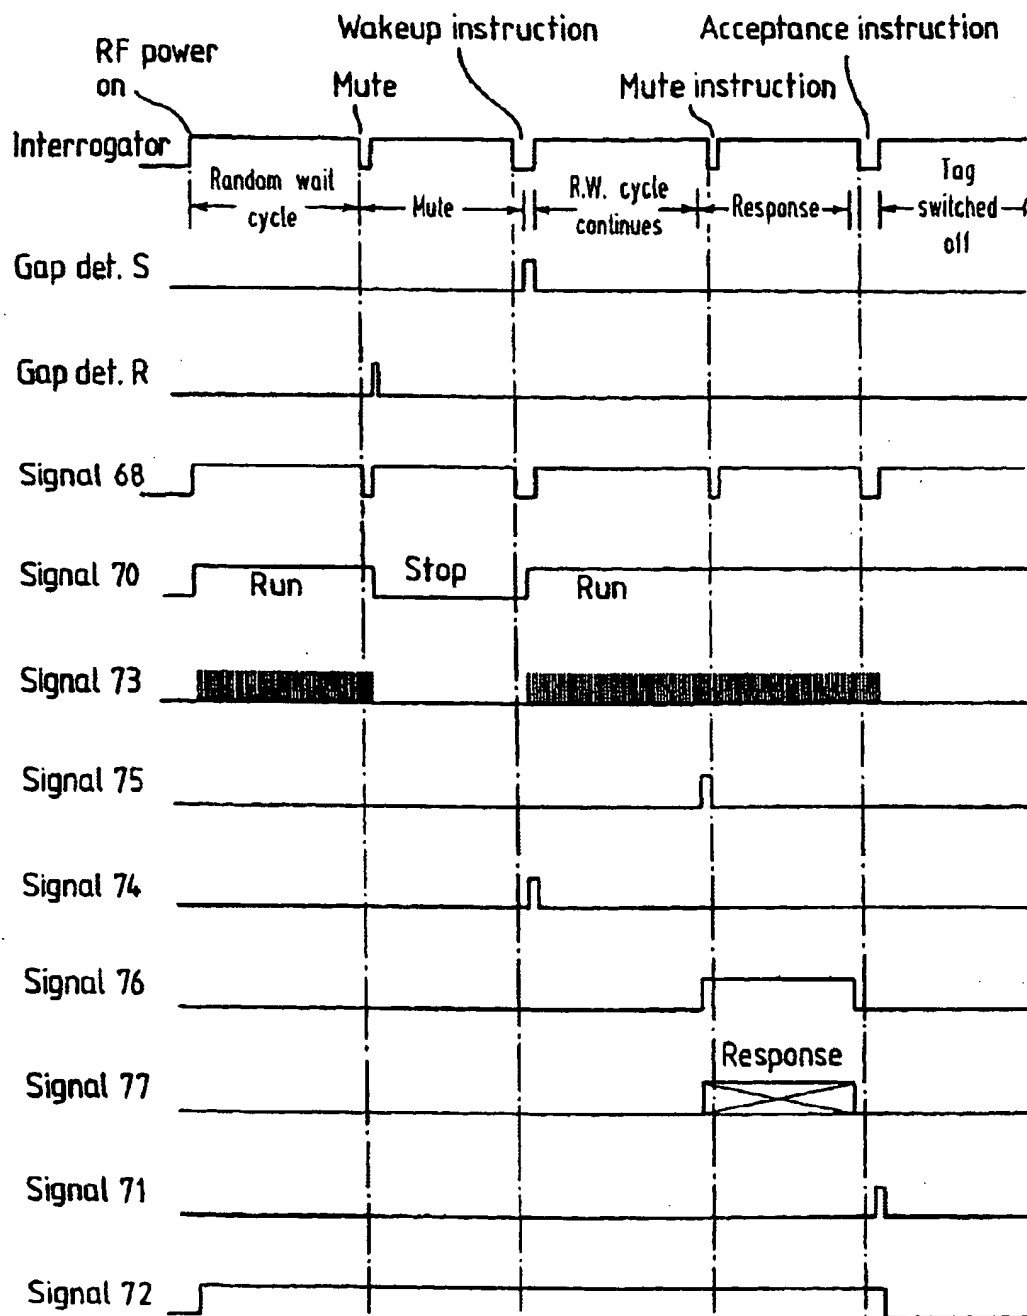 Wakeup instruction
Acceptance instruction
RF power
on
Mute
Mute instruction
Interrogator
Random wait
cycle
Mute
R.W. cycle
continues
Response
Tag
switched
off
Gap det. S
Gap det. R
Signal 68
Signal 70
Run
Stop
Run
Signal 73
Signal 75
Signal 74
Signal 76
Response
Signal 77
Signal 71
Signal 72